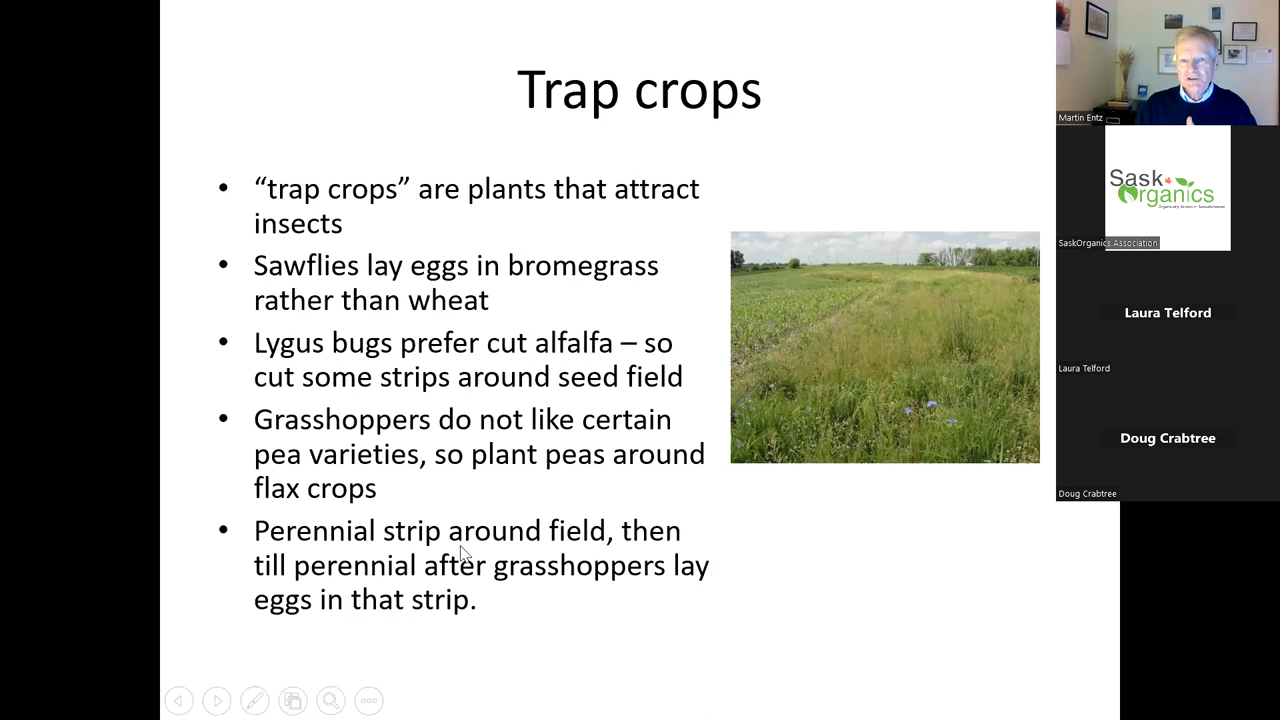 Trap crops
• “trap crops” are plants that attract
insects
• Sawflies lay eggs in bromegrass
rather than wheat
• Lygus bugs prefer cut alfalfa – so
cut some strips around seed field
• Grasshoppers do not like certain
pea varieties, so plant peas around
flax crops
• Perennial strip around field, then
till perennial after grasshoppers lay
eggs in that strip.
Martin Entz
Sask
Organics
SaskOrganics Association
Laura Telford
Laura Telford
Doug Crabtree
Doug Crabtree